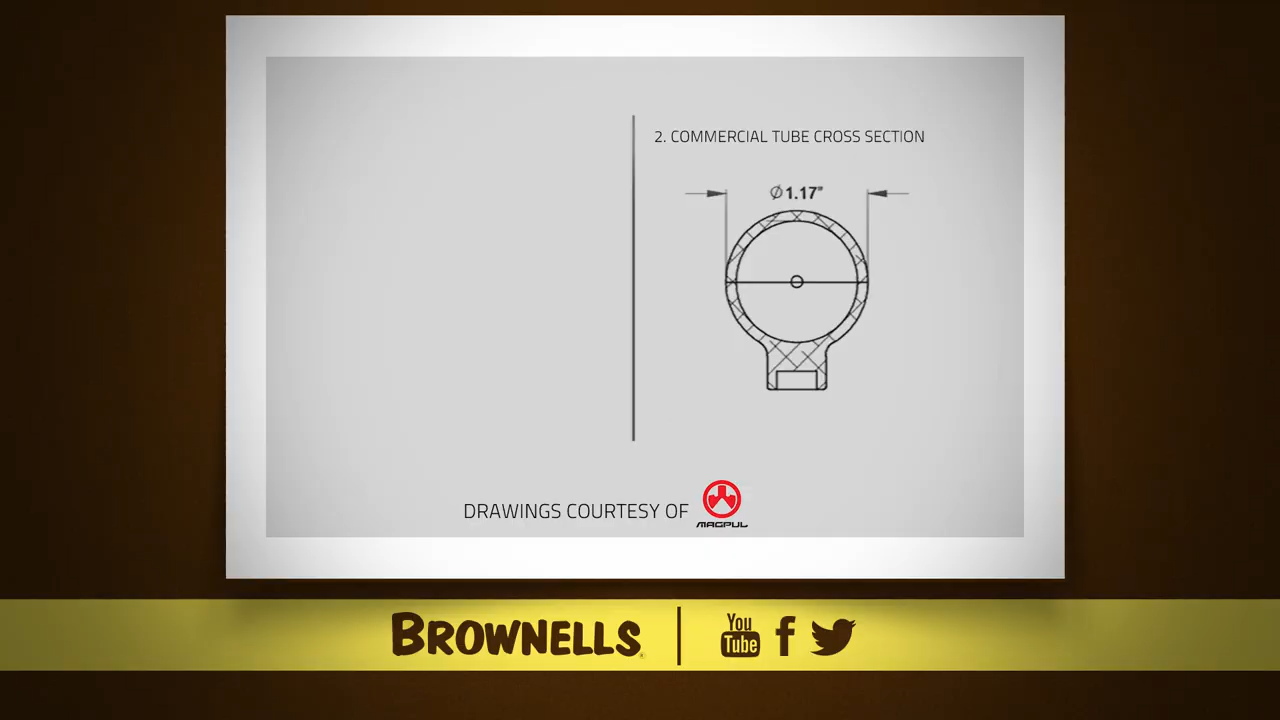 2. COMMERCIAL TUBE CROSS SECTION
Ø1.17"
DRAWINGS COURTESY OF
MAGPUL
BROWNELLS®
You
Tube
f